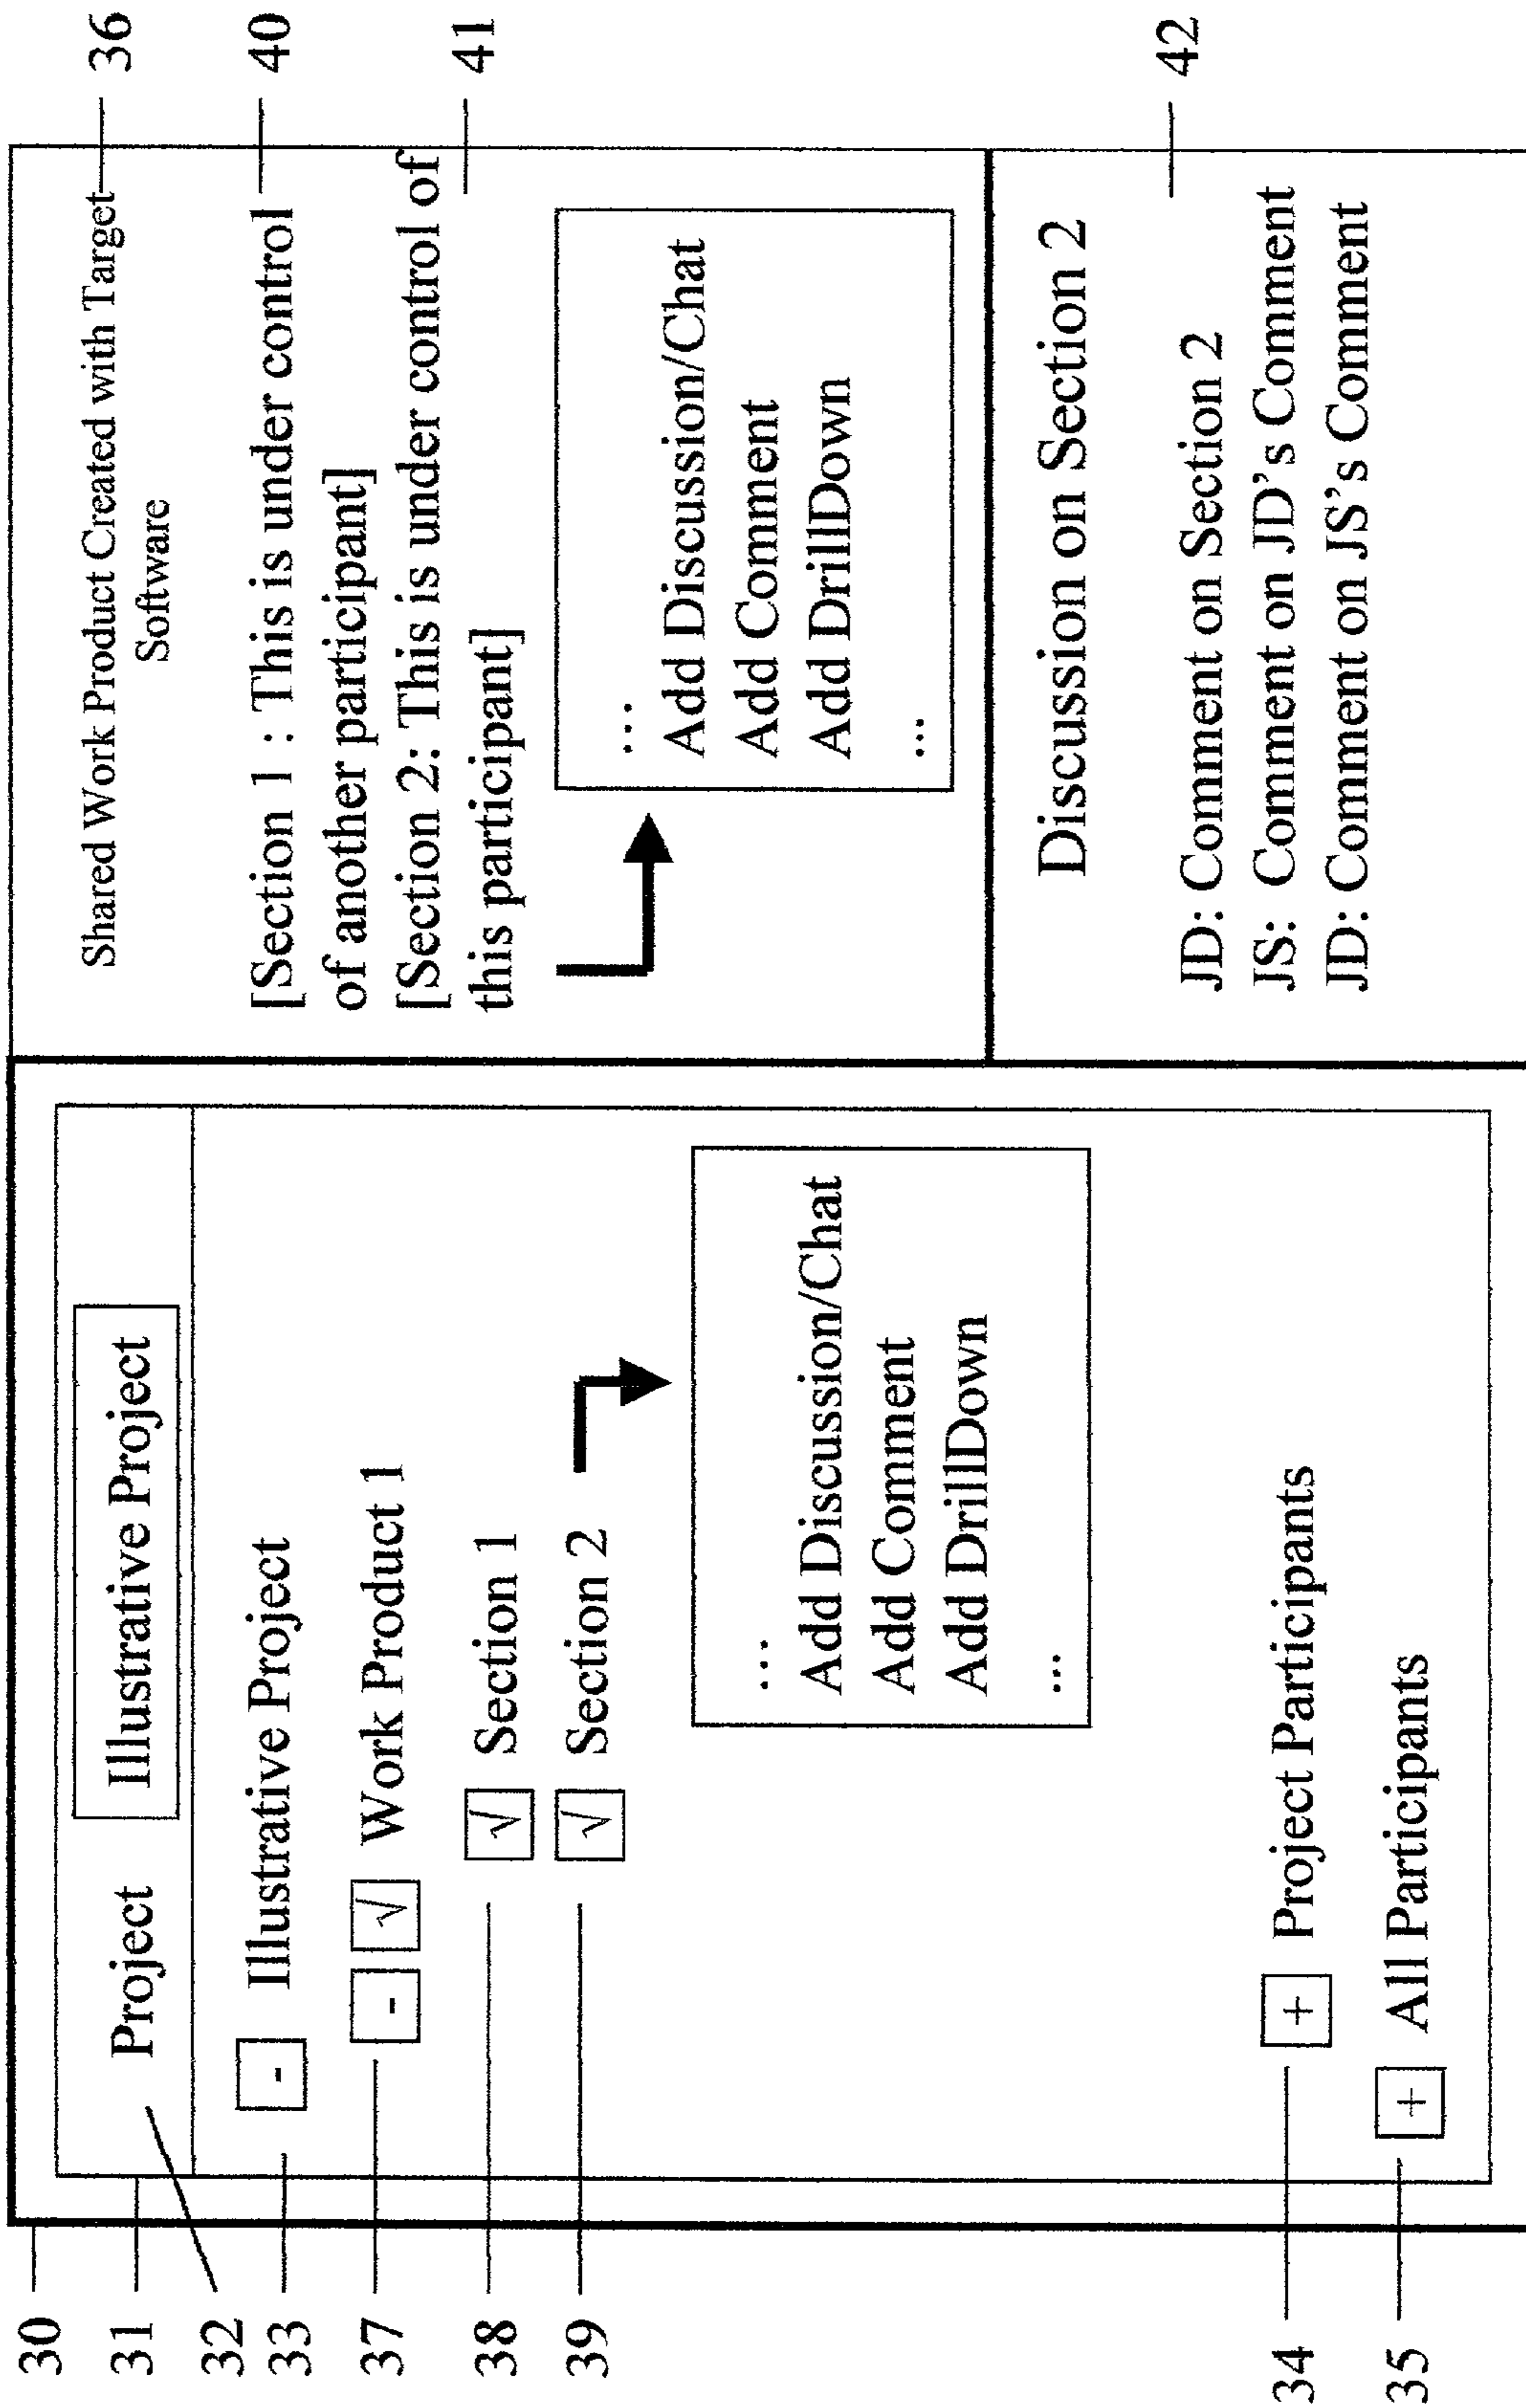 30
31
32
33
37
38
39
34
35
Project
Illustrative Project
- Illustrative Project
- √ Work Product 1
√ Section 1
√ Section 2
...
Add Discussion/Chat
Add Comment
Add DrillDown
...
+ Project Participants
+ All Participants
Shared Work Product Created with Target
Software
[Section 1 : This is under control
of another participant]
[Section 2: This is under control of
this participant]
...
Add Discussion/Chat
Add Comment
Add DrillDown
...
Discussion on Section 2
JD: Comment on Section 2
JS: Comment on JD's Comment
JD: Comment on JS's Comment
36
40
41
42